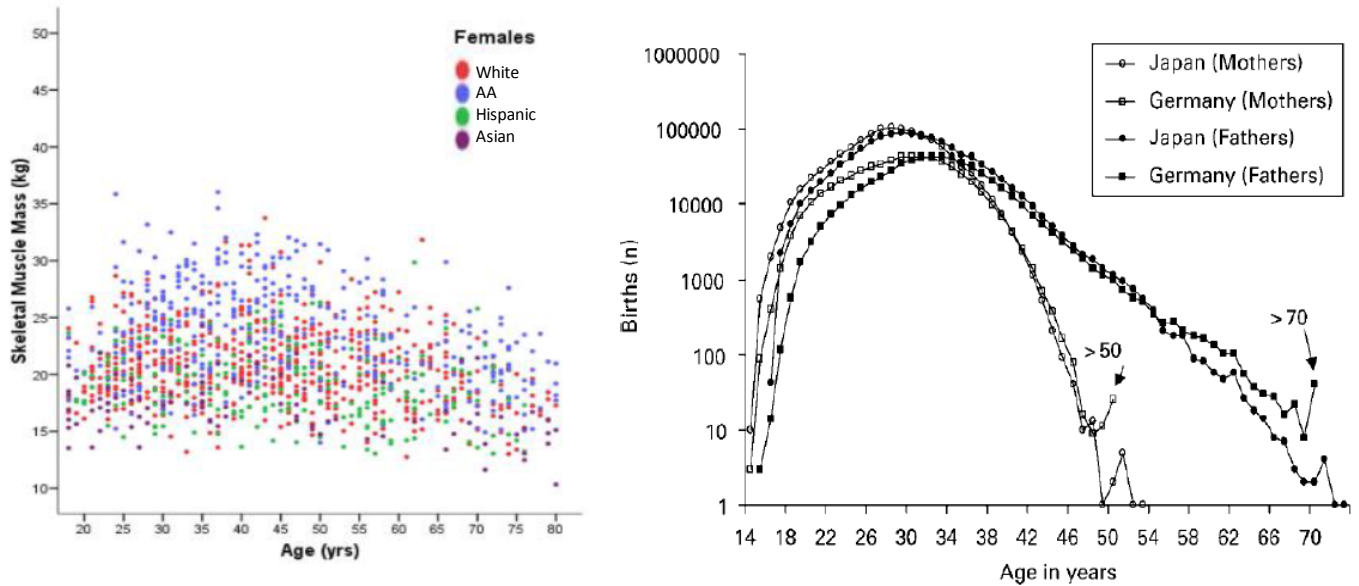 Females
White
AA
Hispanic
Asian
Skeletal Muscle Mass (kg)
50
45
40
35
30
25
20
15
10
20 25 30 35 40 45 50 55 60 65 70 75 80
Age (yrs)
Japan (Mothers)
Germany (Mothers)
Japan (Fathers)
Germany (Fathers)
Births (n)
1000000
100000
10000
1000
100
10
1
>50
>70
14 18 22 26 30 34 38 42 46 50 54 58 62 66 70
Age in years